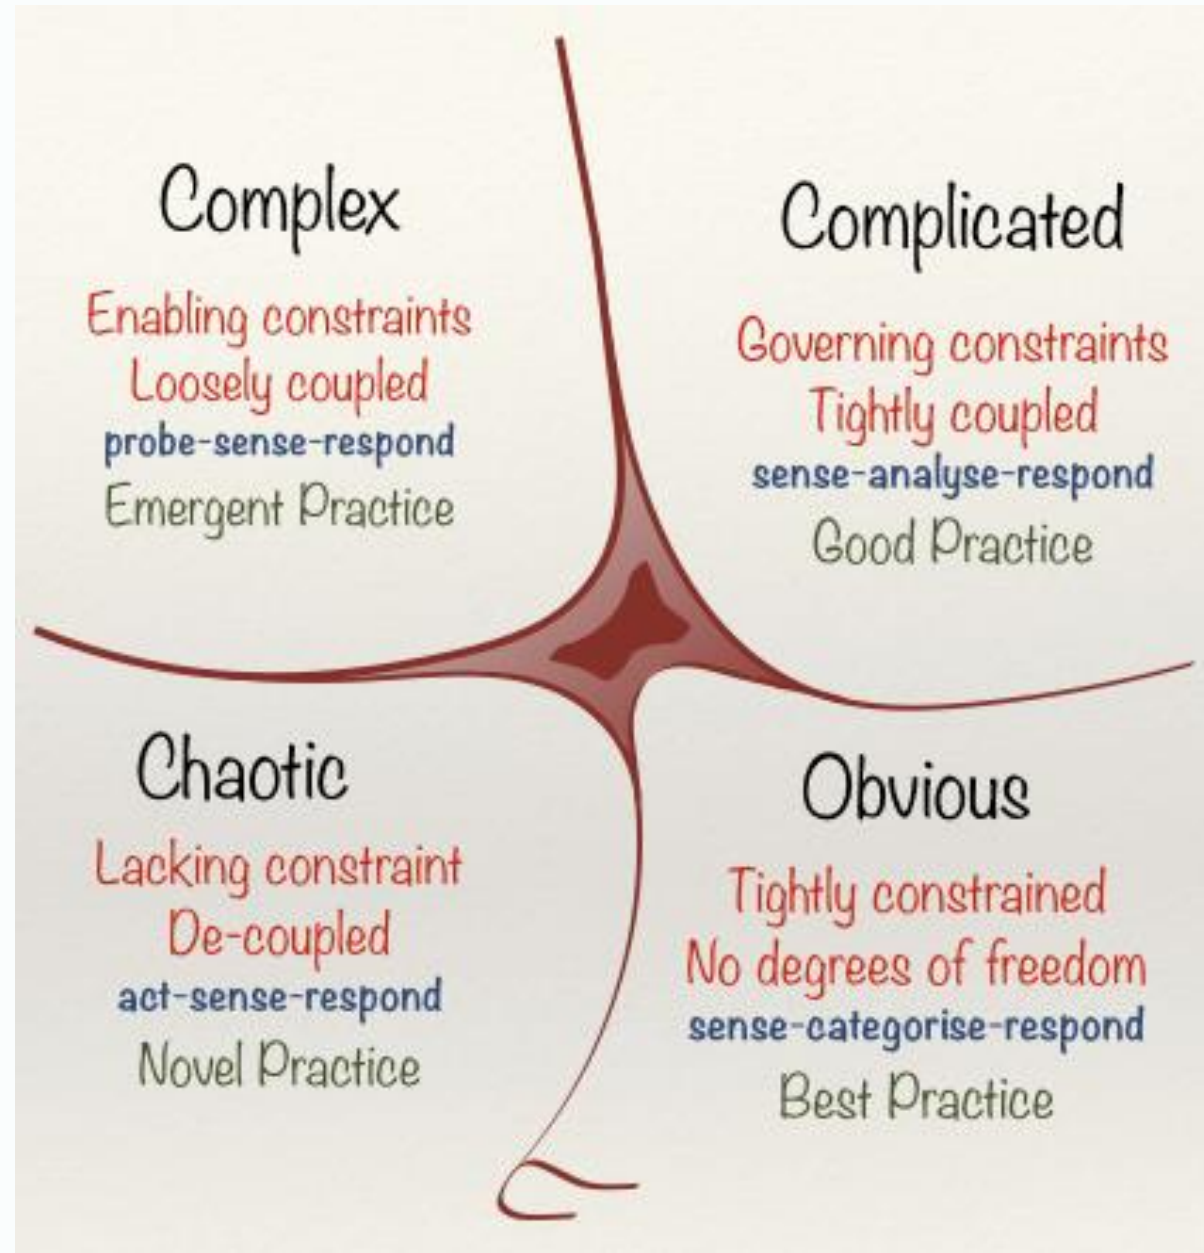 Complex
Enabling constraints
Loosely coupled
probe-sense-respond
Emergent Practice
Complicated
Governing constraints
Tightly coupled
sense-analyse-respond
Good Practice
Chaotic
Lacking constraint
De-coupled
act-sense-respond
Novel Practice
Obvious
Tightly constrained
No degrees of freedom
sense-categorise-respond
Best Practice